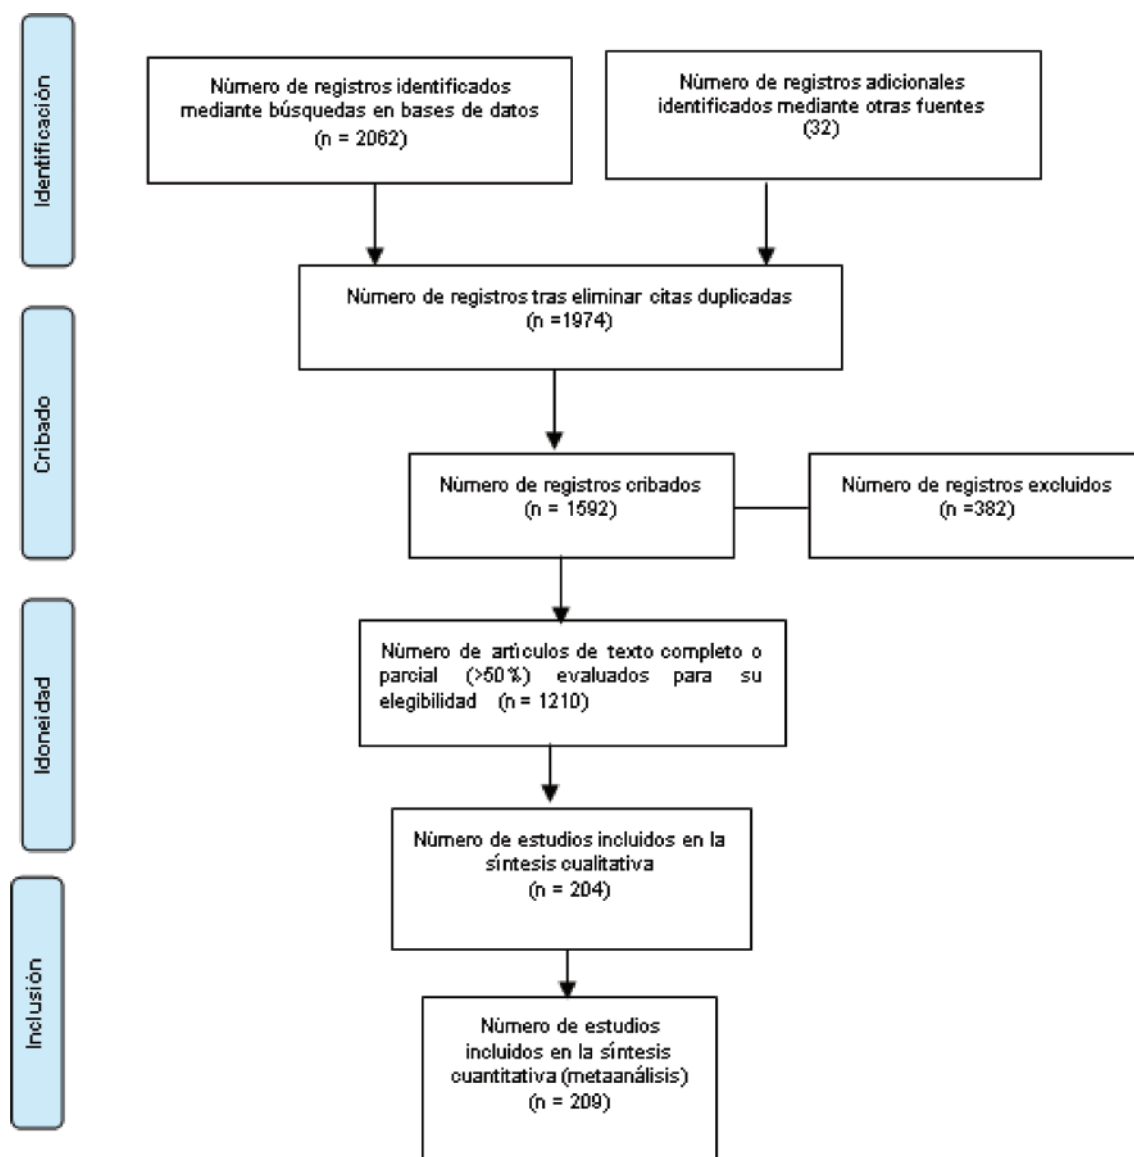 Identificación
Número de registros identificados
mediante búsquedas en bases de datos
(n = 2062)
Número de registros adicionales
identificados mediante otras fuentes
(32)
Número de registros tras eliminar citas duplicadas
(n =1974)
Cribado
Número de registros cribados
(n = 1592)
Número de registros excluidos
(n =382)
Idoneidad
Número de artículos de texto completo o
parcial (>50%) evaluados para su
elegibilidad (n = 1210)
Número de estudios incluidos en la
síntesis cualitativa
(n = 204)
Inclusión
Número de estudios
incluidos en la síntesis
cuantitativa (metaanálisis)
(n = 209)